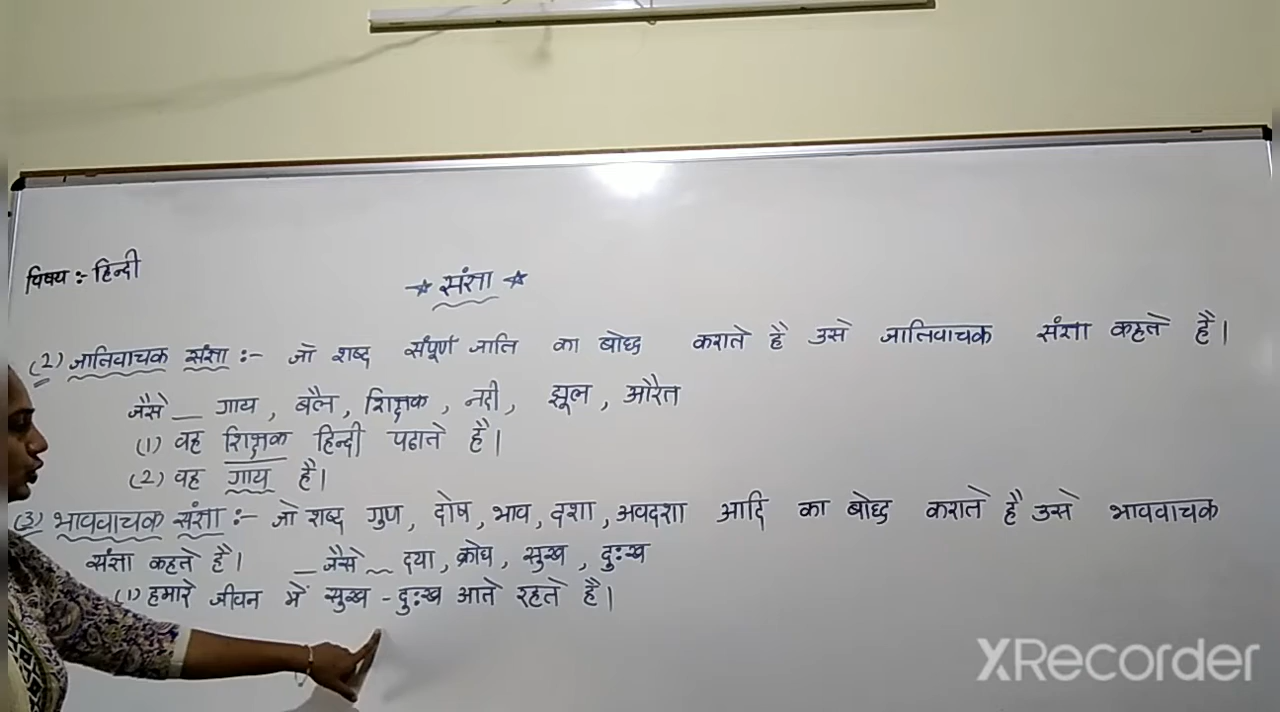 विषय :- हिन्दी
* संज्ञा *
(2) जातिवाचक संज्ञा :- जो शब्द संपूर्ण जाति का बोध्द कराते है उसे जातिवाचक संज्ञा कहते है।
जैसे _ गाय, बैल, शिक्षक, नदी, झूल, औरत
(1) वह शिक्षक हिन्दी पढाते है।
(2) वह गाय है।
(3) भाववाचक संज्ञा :- जो शब्द गुण, दोष, भाव, दशा, अवदशा आदि का बोध्द कराते है उसे भाववाचक
संज्ञा कहते है। _ जैसे _ दया, क्रोध, सुख, दुःख
(1) हमारे जीवन में सुख - दुःख आते रहते है।
XRecorder